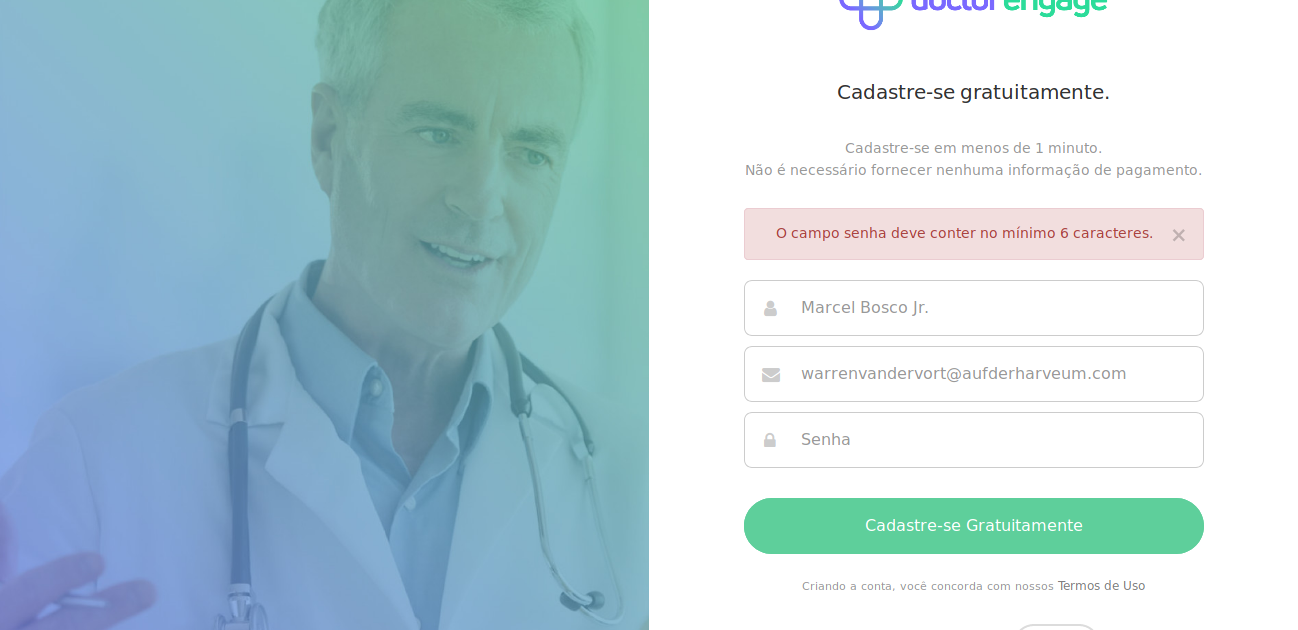 doctor engage
Cadastre-se gratuitamente.
Cadastre-se em menos de 1 minuto.
Não é necessário fornecer nenhuma informação de pagamento.
O campo senha deve conter no mínimo 6 caracteres. ×
Marcel Bosco Jr.
warrenvandervort@aufderharveum.com
Senha
Cadastre-se Gratuitamente
Criando a conta, você concorda com nossos Termos de Uso